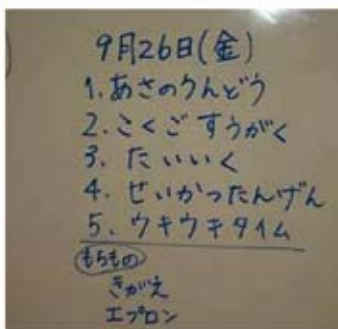 9月26日(金)
1.あさのうんどう
2.こくごすうがく
3.たいいく
4.せいかつたんげん
5.ウキウキタイム
もちもの
きがえ
エプロン